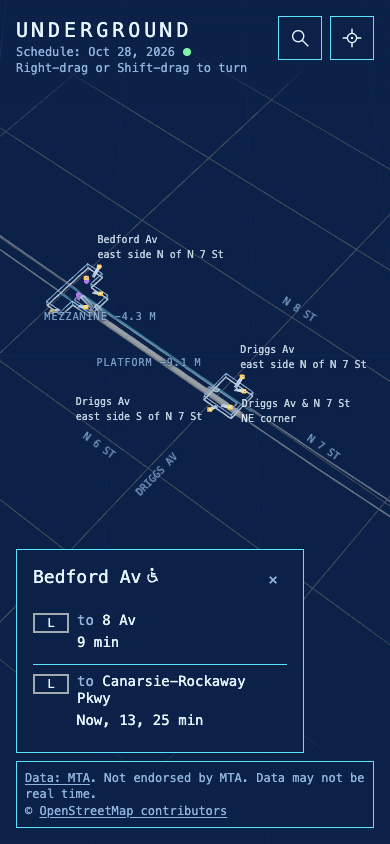 UNDERGROUND
Schedule: Oct 28, 2026
Right-drag or Shift-drag to turn
Bedford Av
east side N of N 7 St
N 8 ST
MEZZANINE −4.3 M
Driggs Av
east side N of N 7 St
PLATFORM −9.1 M
Driggs Av
east side S of N 7 St
Driggs Av & N 7 St
NE corner
N 6 ST
N 7 ST
DRIGGS AV
Bedford Av
×
L to 8 Av
9 min
L to Canarsie–Rockaway
Pkwy
Now, 13, 25 min
Data: MTA. Not endorsed by MTA. Data may not be
real time.
© OpenStreetMap contributors